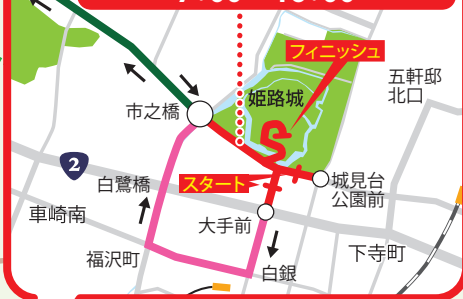 フィニッシュ
五軒邸
北口
姫路城
市之橋
2
白鷺橋
スタート
城見台
公園前
車崎南
大手前
下寺町
福沢町
白銀